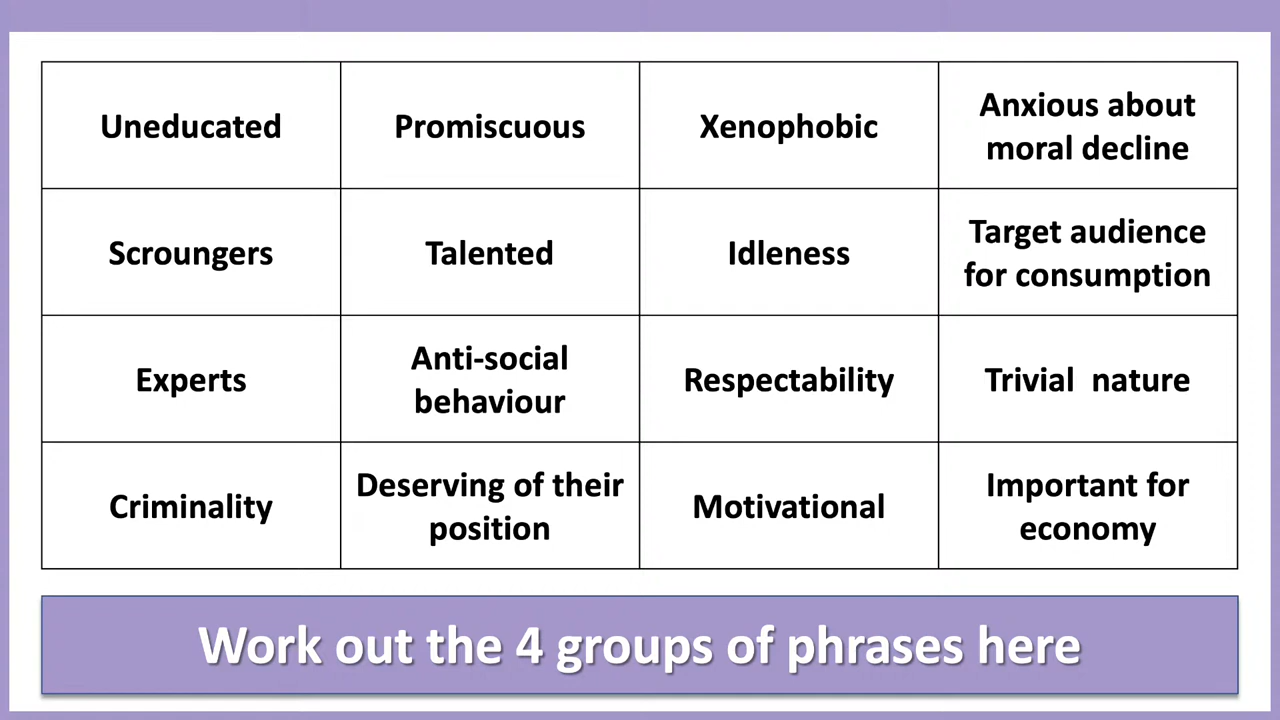 Uneducated
Promiscuous
Xenophobic
Anxious about
moral decline
Scroungers
Talented
Idleness
Target audience
for consumption
Experts
Anti-social
behaviour
Respectability
Trivial nature
Criminality
Deserving of their
position
Motivational
Important for
economy
Work out the 4 groups of phrases here